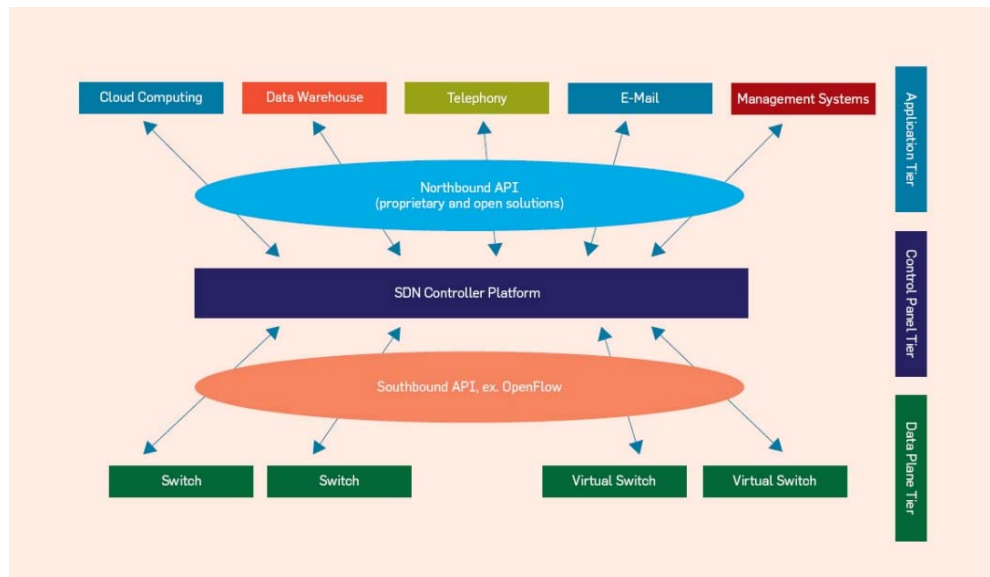 Cloud Computing
Data Warehouse
Telephony
E-Mail
Management Systems
Application Tier
Northbound API
(proprietary and open solutions)
SDN Controller Platform
Control Panel Tier
Southbound API, ex. OpenFlow
Data Plane Tier
Switch
Switch
Virtual Switch
Virtual Switch